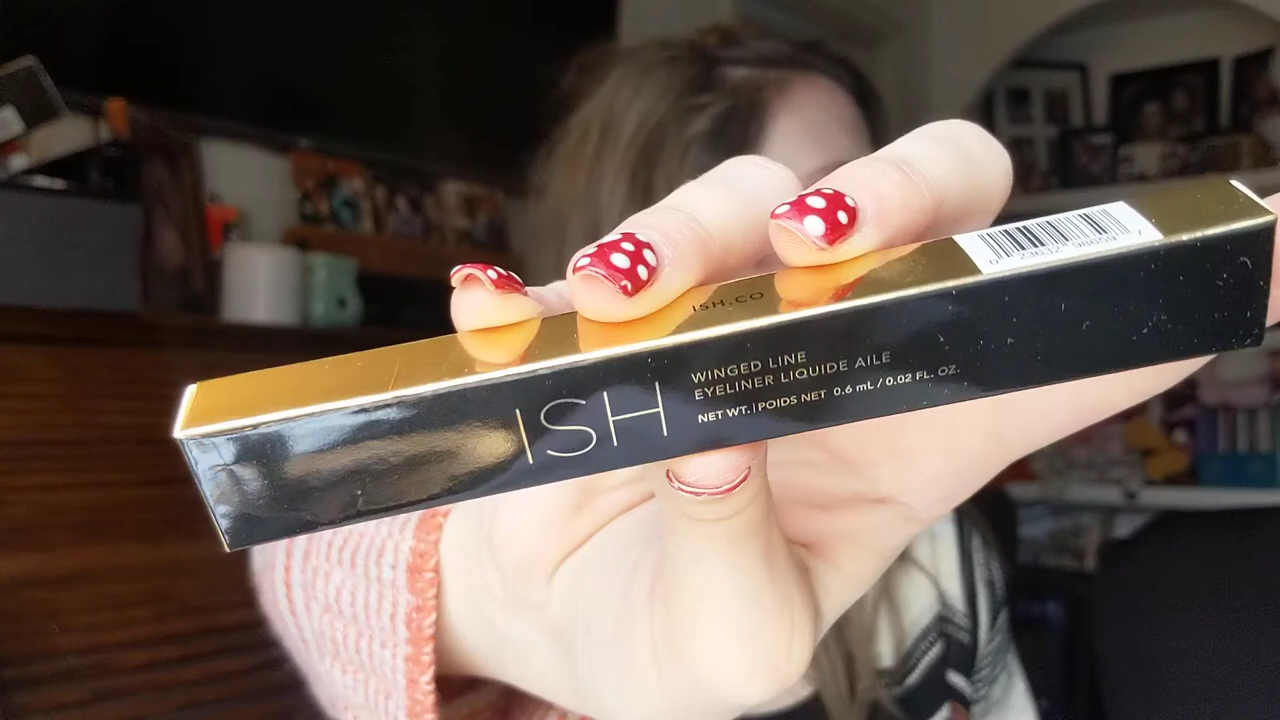 ISH.CO
ISH
WINGED LINE
EYELINER LIQUIDE AILE
NET WT. | POIDS NET 0.6 mL / 0.02 FL. OZ.